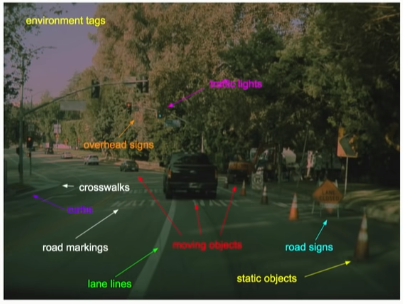 environment tags
traffic lights
overhead signs
crosswalks
road markings
moving objects
road signs
lane lines
static objects